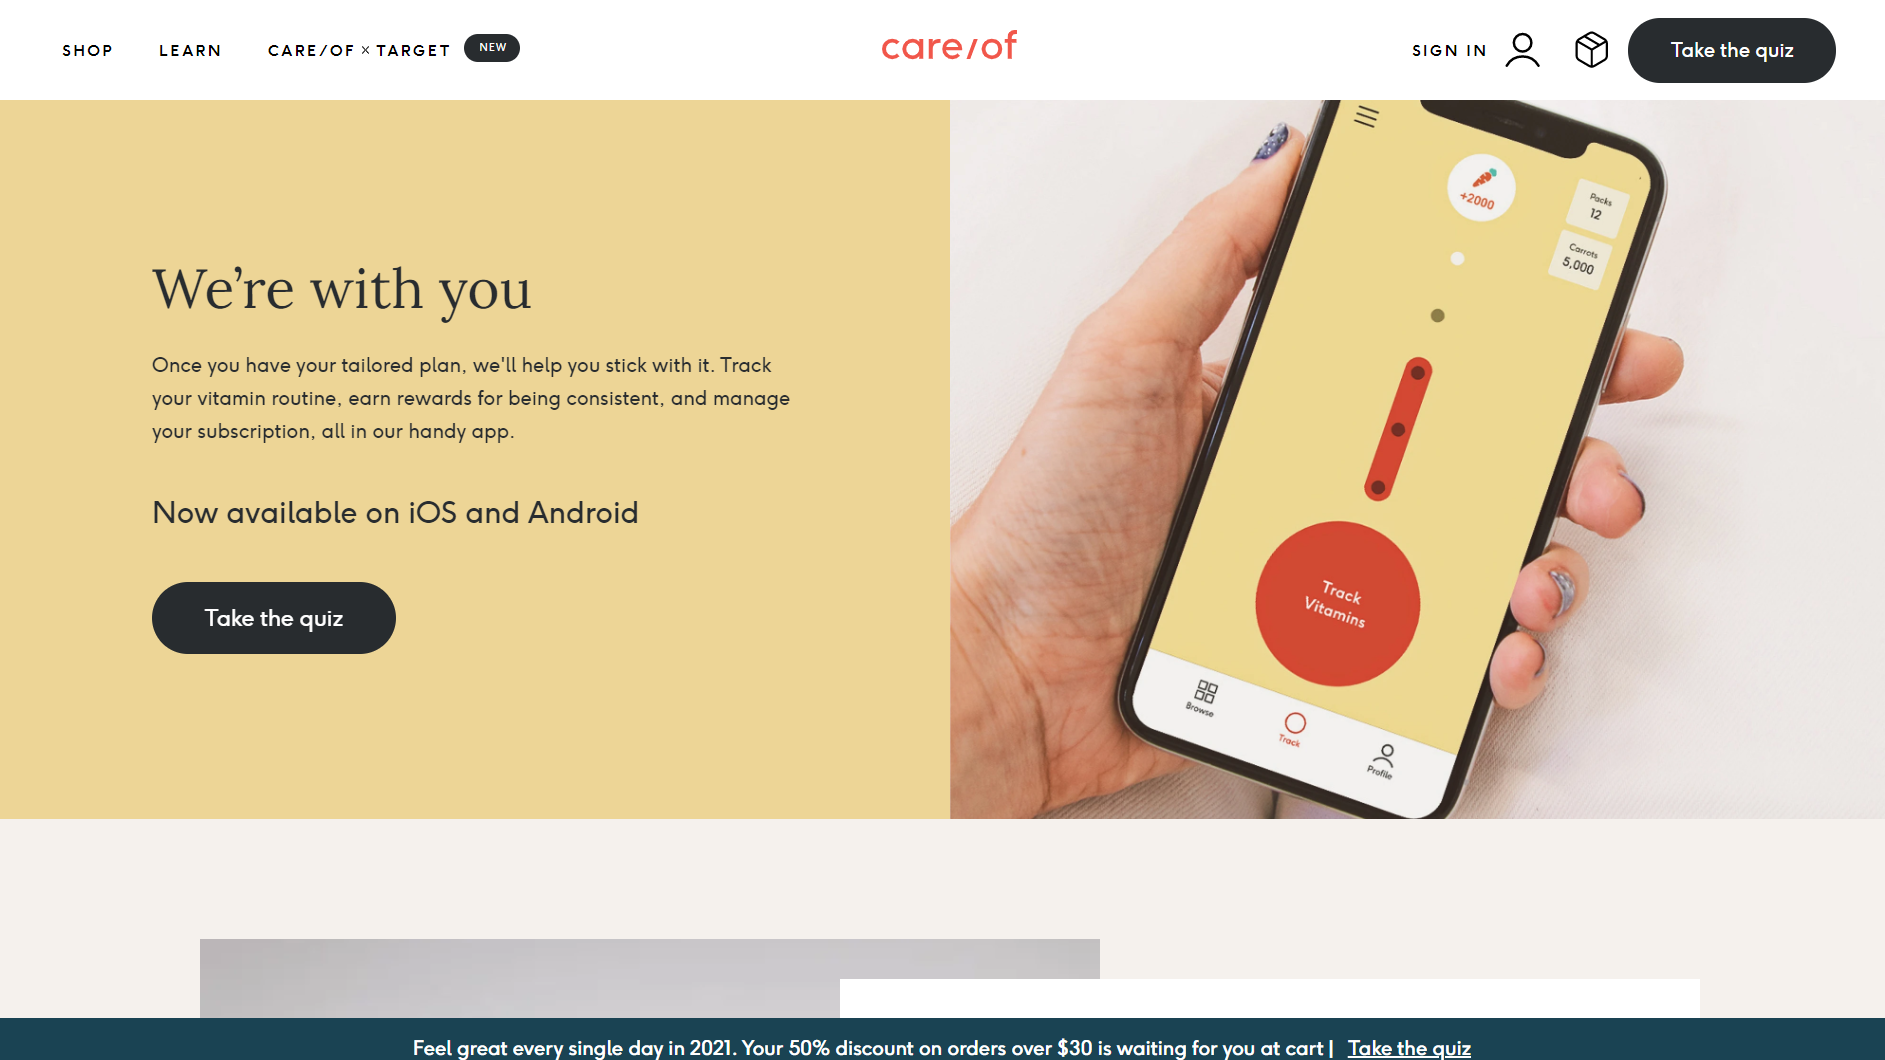 SHOP
LEARN
CARE/OF × TARGET
NEW
care/of
SIGN IN
Take the quiz
We’re with you
Once you have your tailored plan, we'll help you stick with it. Track
your vitamin routine, earn rewards for being consistent, and manage
your subscription, all in our handy app.
Now available on iOS and Android
Take the quiz
+2000
Packs
12
Carrots
5,000
Track
Vitamins
Browse
Track
Profile
Feel great every single day in 2021. Your 50% discount on orders over $30 is waiting for you at cart | Take the quiz